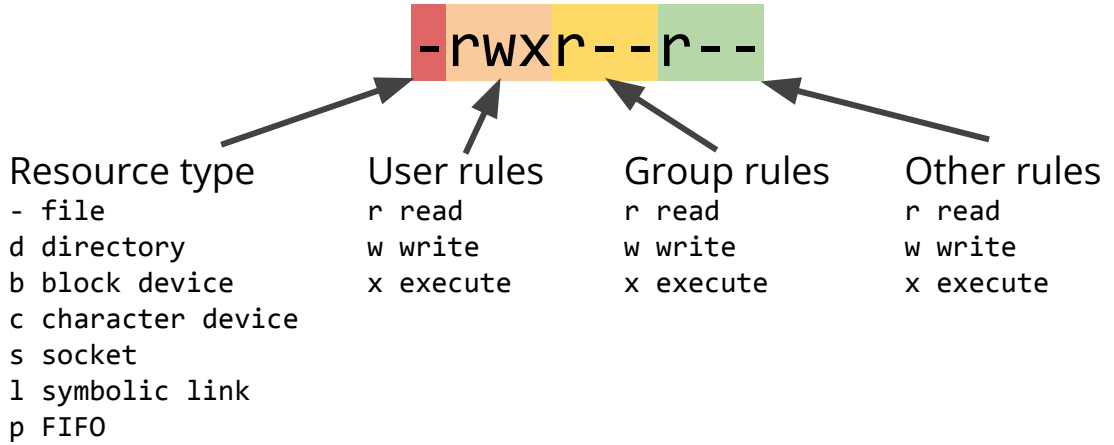 -rwxr--r--
Resource type
- file
d directory
b block device
c character device
s socket
l symbolic link
p FIFO
User rules
r read
w write
x execute
Group rules
r read
w write
x execute
Other rules
r read
w write
x execute